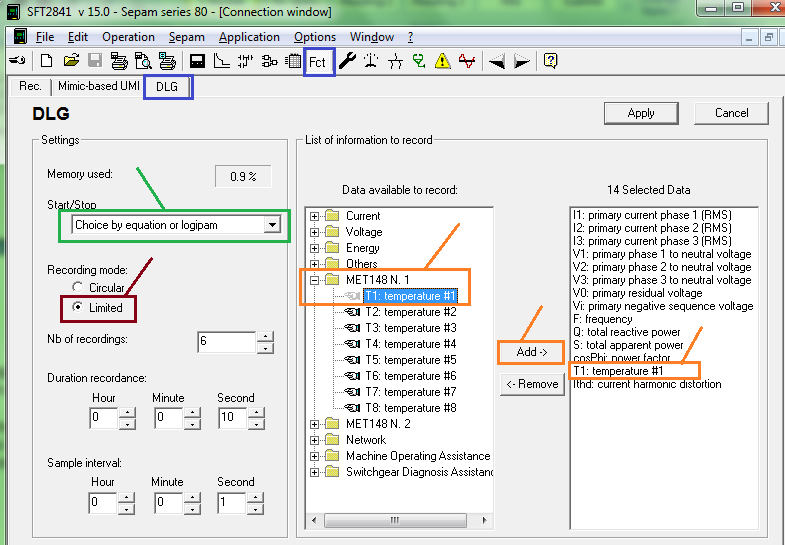 SFT2841 v 15.0 - Sepam series 80 - [Connection window]
File Edit Operation Sepam Application Options Window ?
Fct
Rec. Mimic-based UMI DLG
DLG
Apply Cancel
Settings
Memory used: 0.9 %
Start/Stop
Choice by equation or logipam
Recording mode:
Circular
Limited
Nb of recordings: 6
Duration recordance:
Hour Minute Second
0 0 10
Sample interval:
Hour Minute Second
0 0 1
List of information to record
Data available to record:
Current
Voltage
Energy
Others
MET148 N. 1
T1: temperature #1
T2: temperature #2
T3: temperature #3
T4: temperature #4
T5: temperature #5
T6: temperature #6
T7: temperature #7
T8: temperature #8
MET148 N. 2
Network
Machine Operating Assistance
Switchgear Diagnosis Assistanc
Add ->
<- Remove
14 Selected Data
I1: primary current phase 1 (RMS)
I2: primary current phase 2 (RMS)
I3: primary current phase 3 (RMS)
V1: primary phase 1 to neutral voltage
V2: primary phase 2 to neutral voltage
V3: primary phase 3 to neutral voltage
V0: primary residual voltage
Vi: primary negative sequence voltage
F: frequency
Q: total reactive power
S: total apparent power
cosPhi: power factor
T1: temperature #1
Ithd: current harmonic distortion